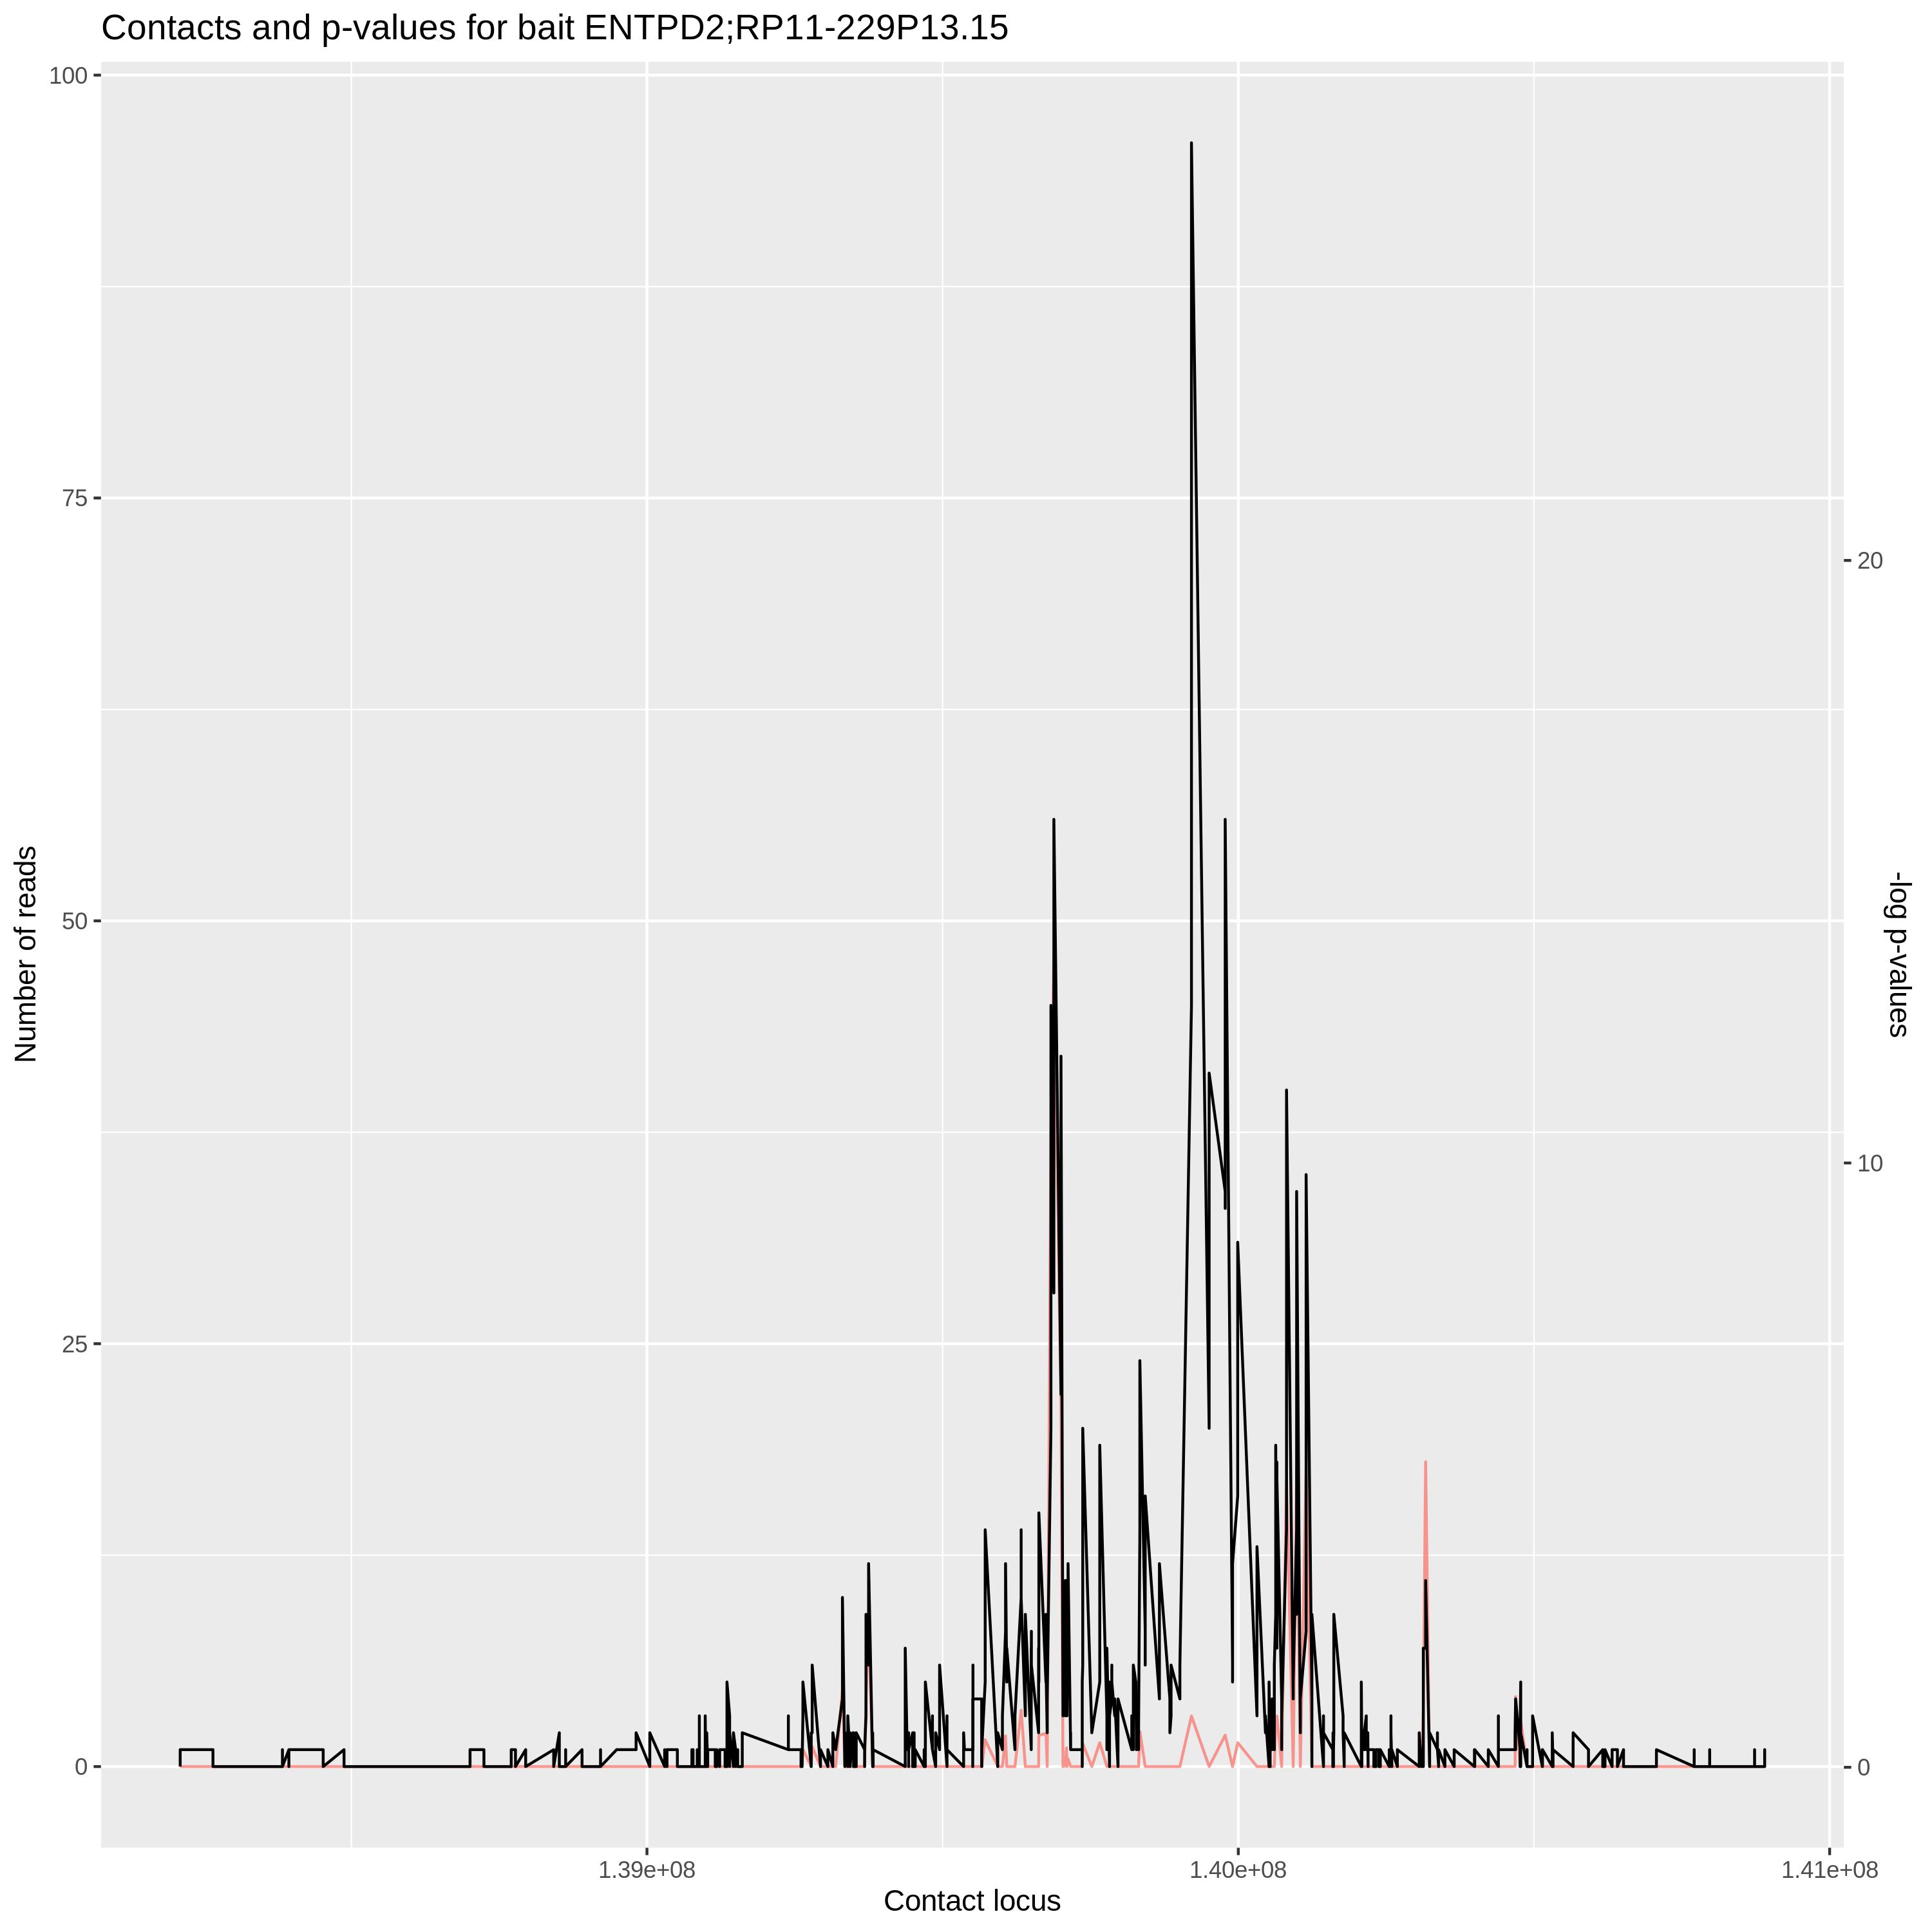 Contacts and p-values for bait ENTPD2;RP11-229P13.15
100
75
50
25
0
Number of reads
20
10
0
-log p-values
1.39e+08
1.40e+08
1.41e+08
Contact locus